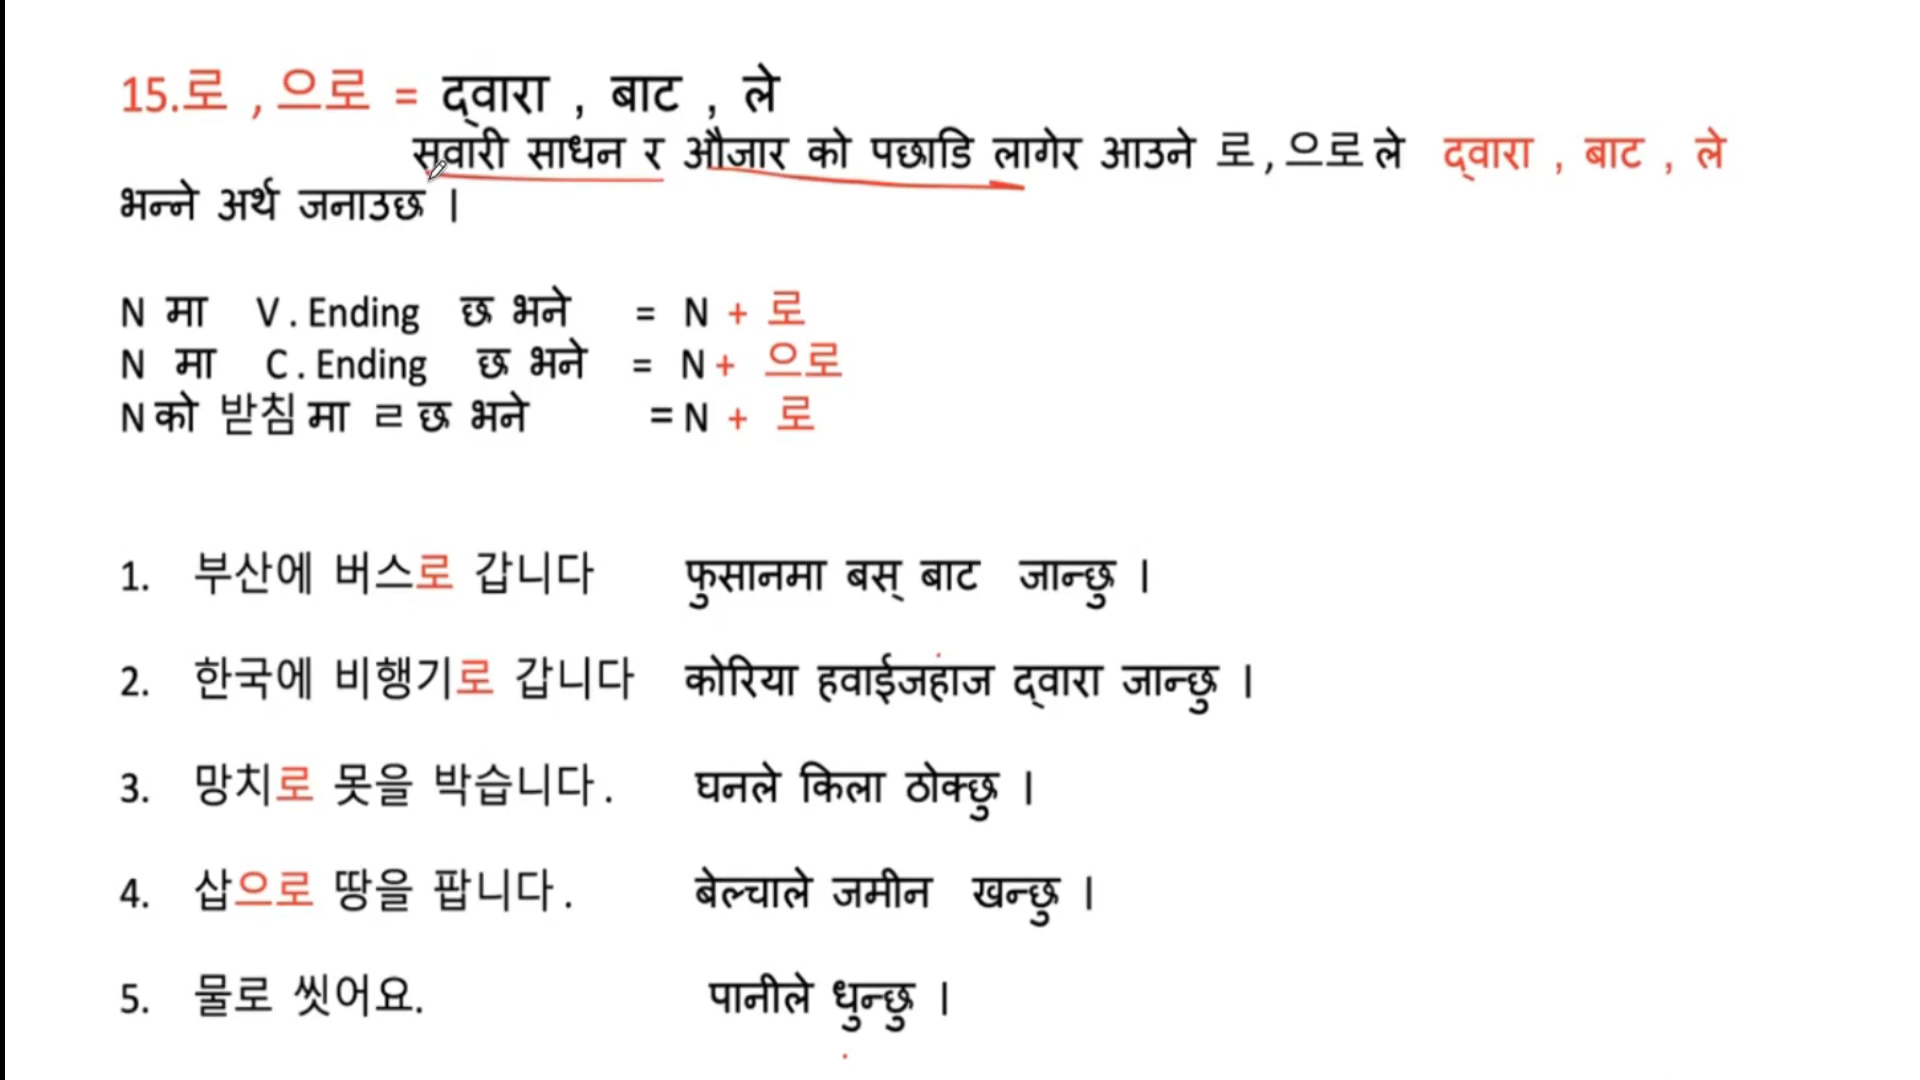 15.로 , 으로 = द्वारा , बाट , ले
सवारी साधन र औजार को पछाडि लागेर आउने 로 , 으로 ले द्वारा , बाट , ले
भन्ने अर्थ जनाउछ ।
N मा V . Ending छ भने = N + 로
N मा C . Ending छ भने = N + 으로
N को 받침 मा ㄹ छ भने = N + 로
1. 부산에 버스로 갑니다 फुसानमा बस् बाट जान्छु ।
2. 한국에 비행기로 갑니다 कोरिया हवाईजहाज द्वारा जान्छु ।
3. 망치로 못을 박습니다. घनले किला ठोक्छु ।
4. 삽으로 땅을 팝니다. बेल्चाले जमीन खन्छु ।
5. 물로 씻어요. पानीले धुन्छु ।